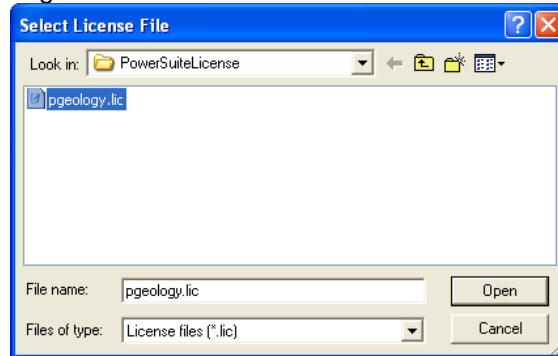 Select License File
Look in: PowerSuiteLicense
pgeology.lic
File name: pgeology.lic
Open
Files of type: License files (*.lic)
Cancel